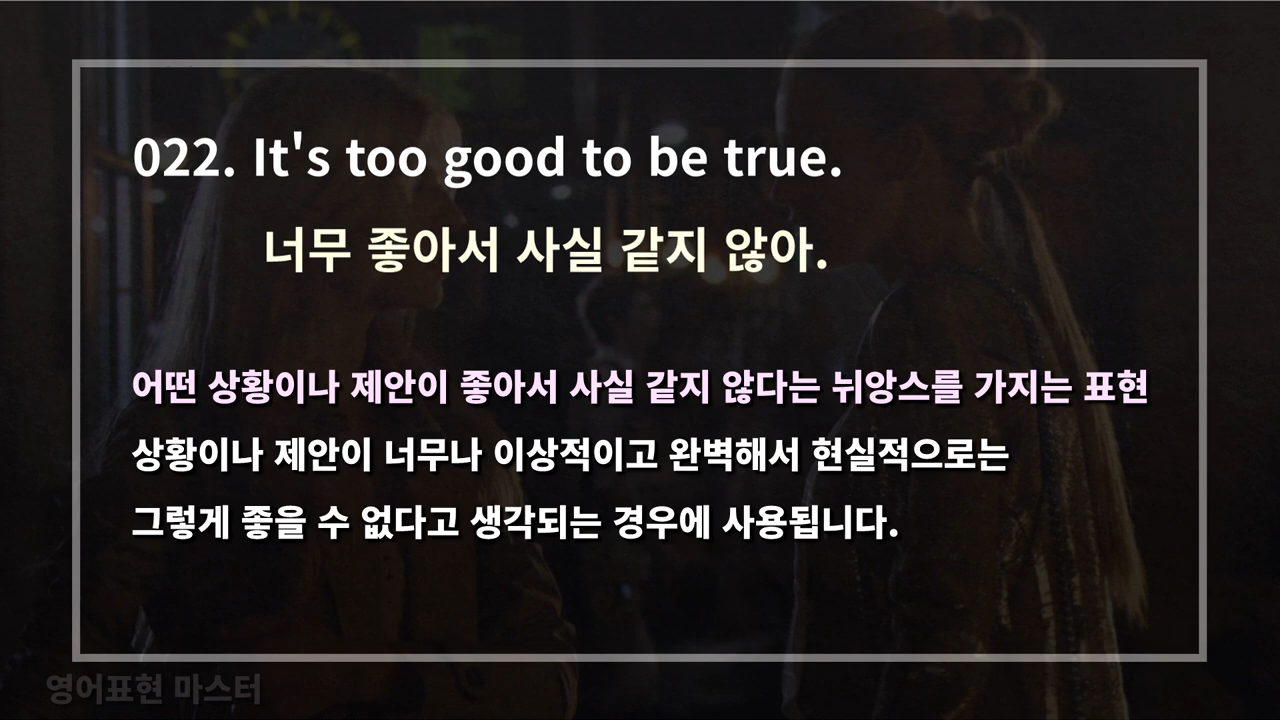 022. It's too good to be true.
너무 좋아서 사실 같지 않아.
어떤 상황이나 제안이 좋아서 사실 같지 않다는 뉘앙스를 가지는 표현
상황이나 제안이 너무나 이상적이고 완벽해서 현실적으로는
그렇게 좋을 수 없다고 생각되는 경우에 사용됩니다.
영어표현 마스터